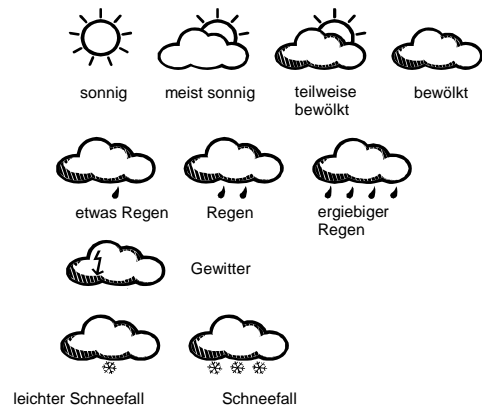 sonnig
meist sonnig
teilweise
bewölkt
bewölkt
etwas Regen
Regen
ergiebiger
Regen
Gewitter
leichter Schneefall
Schneefall